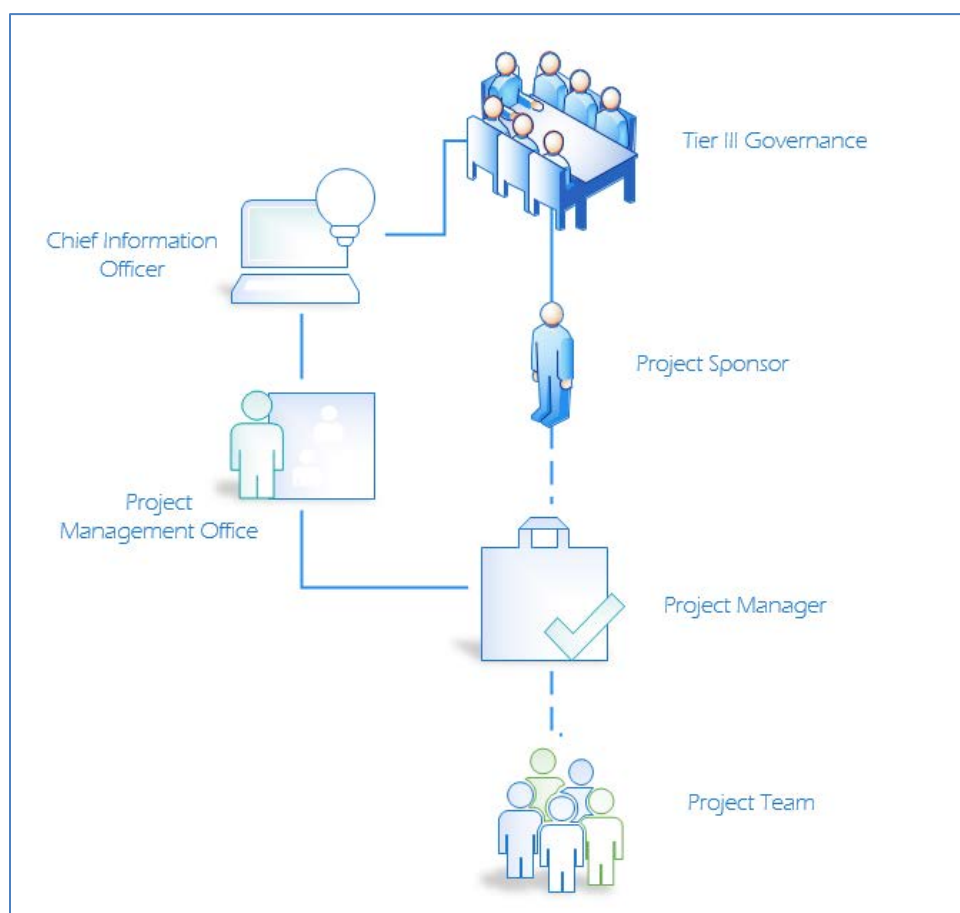 Tier III Governance
Chief Information
Officer
Project Sponsor
Project
Management Office
Project Manager
Project Team